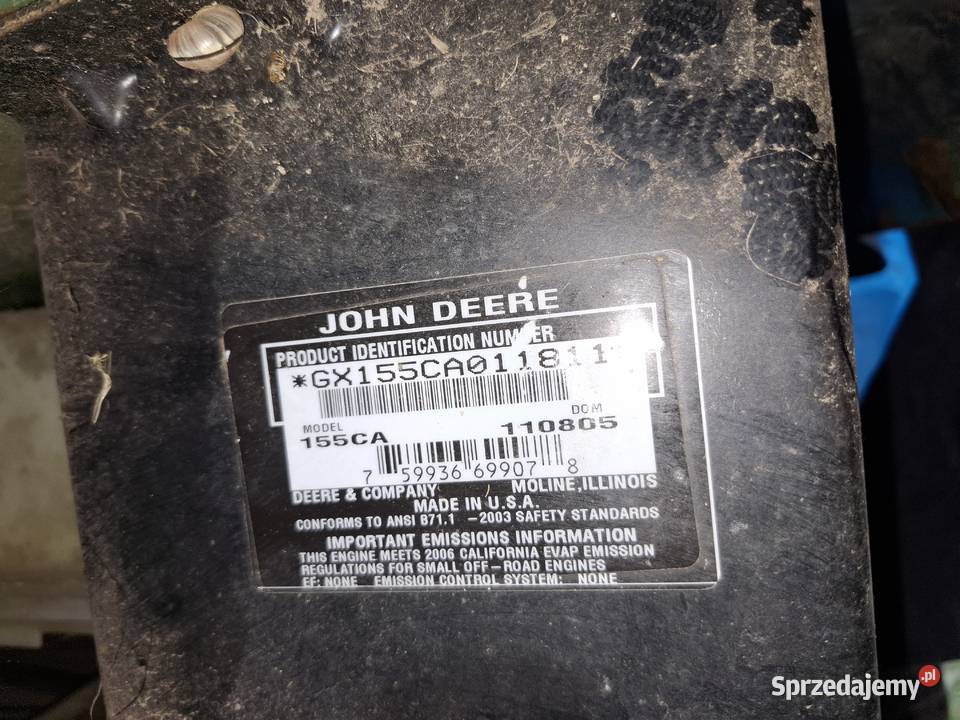 JOHN DEERE
PRODUCT IDENTIFICATION NUMBER
*GX155CA011811
MODEL DOM
155CA 110805
7 59936 69907 8
DEERE & COMPANY MOLINE, ILLINOIS
MADE IN U.S.A.
CONFORMS TO ANSI B71.1 -2003 SAFETY STANDARDS
IMPORTANT EMISSIONS INFORMATION
THIS ENGINE MEETS 2006 CALIFORNIA EVAP EMISSION
REGULATIONS FOR SMALL OFF-ROAD ENGINES
EF: NONE EMISSION CONTROL SYSTEM: NONE
Sprzedajemy.pl